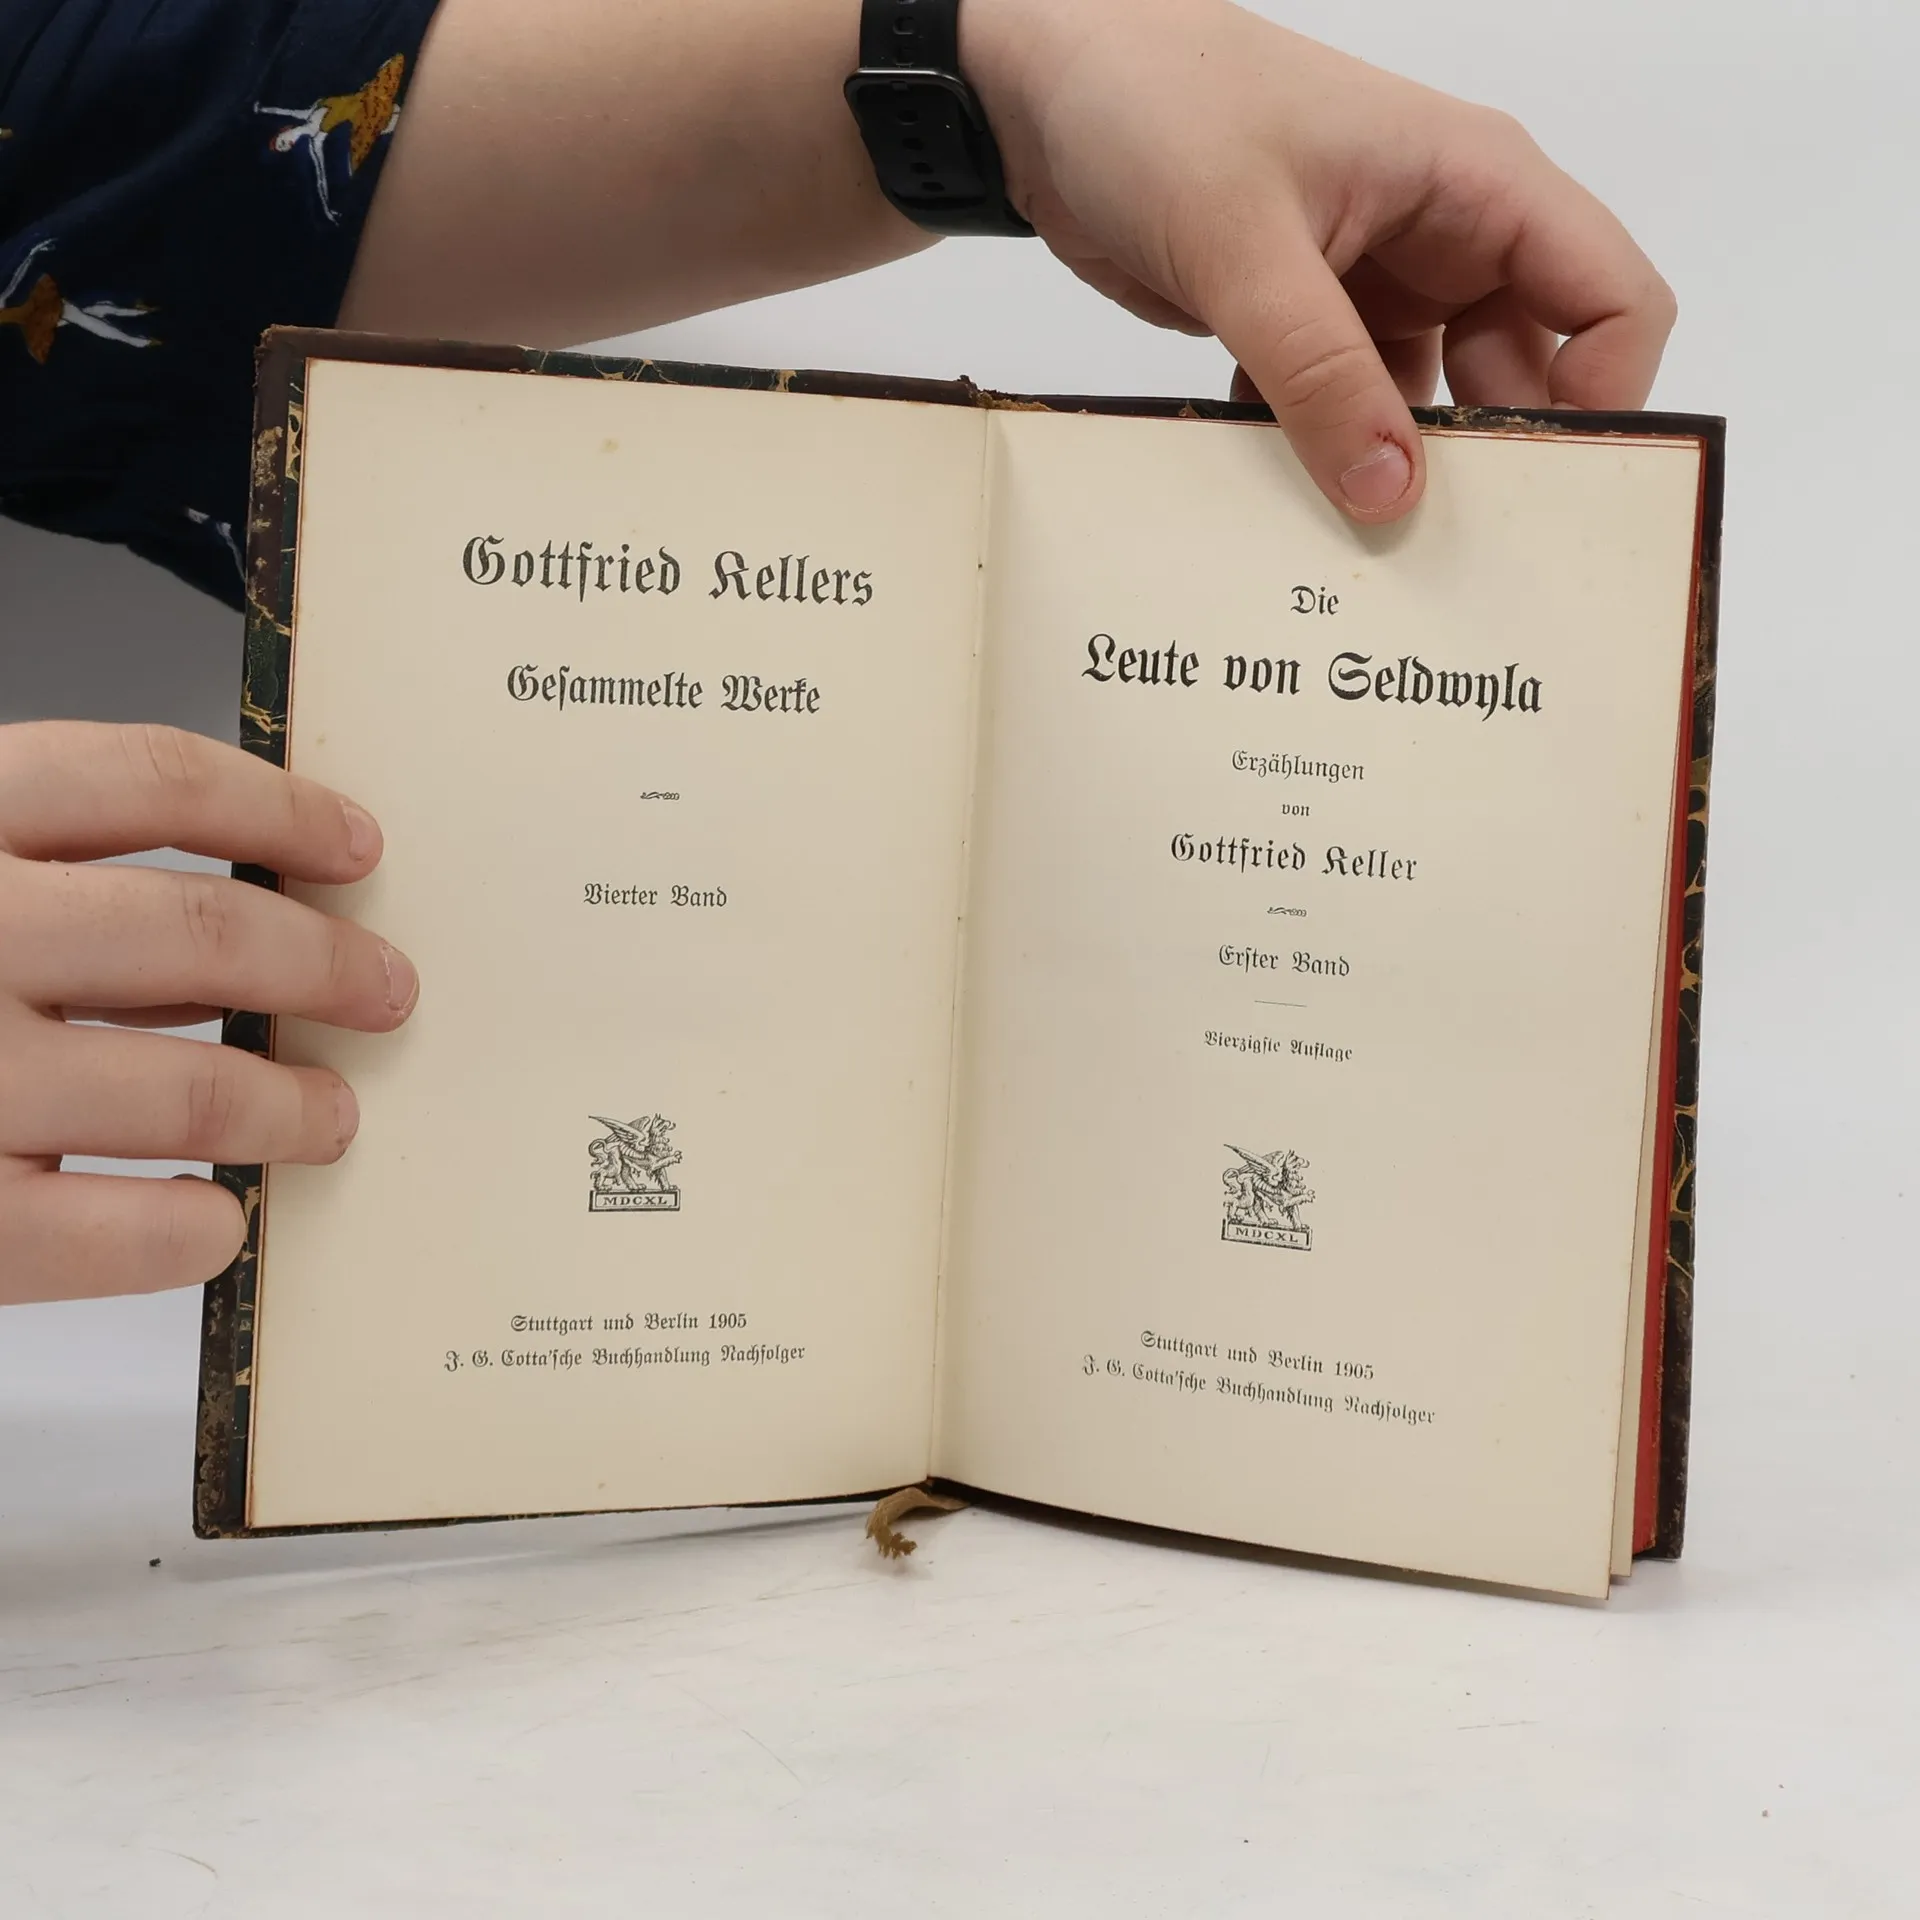 Gottfried Kellers
Gesammelte Werke
Vierter Band
MDCXL
Stuttgart und Berlin 1905
J. G. Cotta'sche Buchhandlung Nachfolger
Die
Leute von Seldwyla
Erzählungen
von
Gottfried Keller
Erster Band
Vierzigste Auflage
MDCXL
Stuttgart und Berlin 1905
J. G. Cotta'sche Buchhandlung Nachfolger